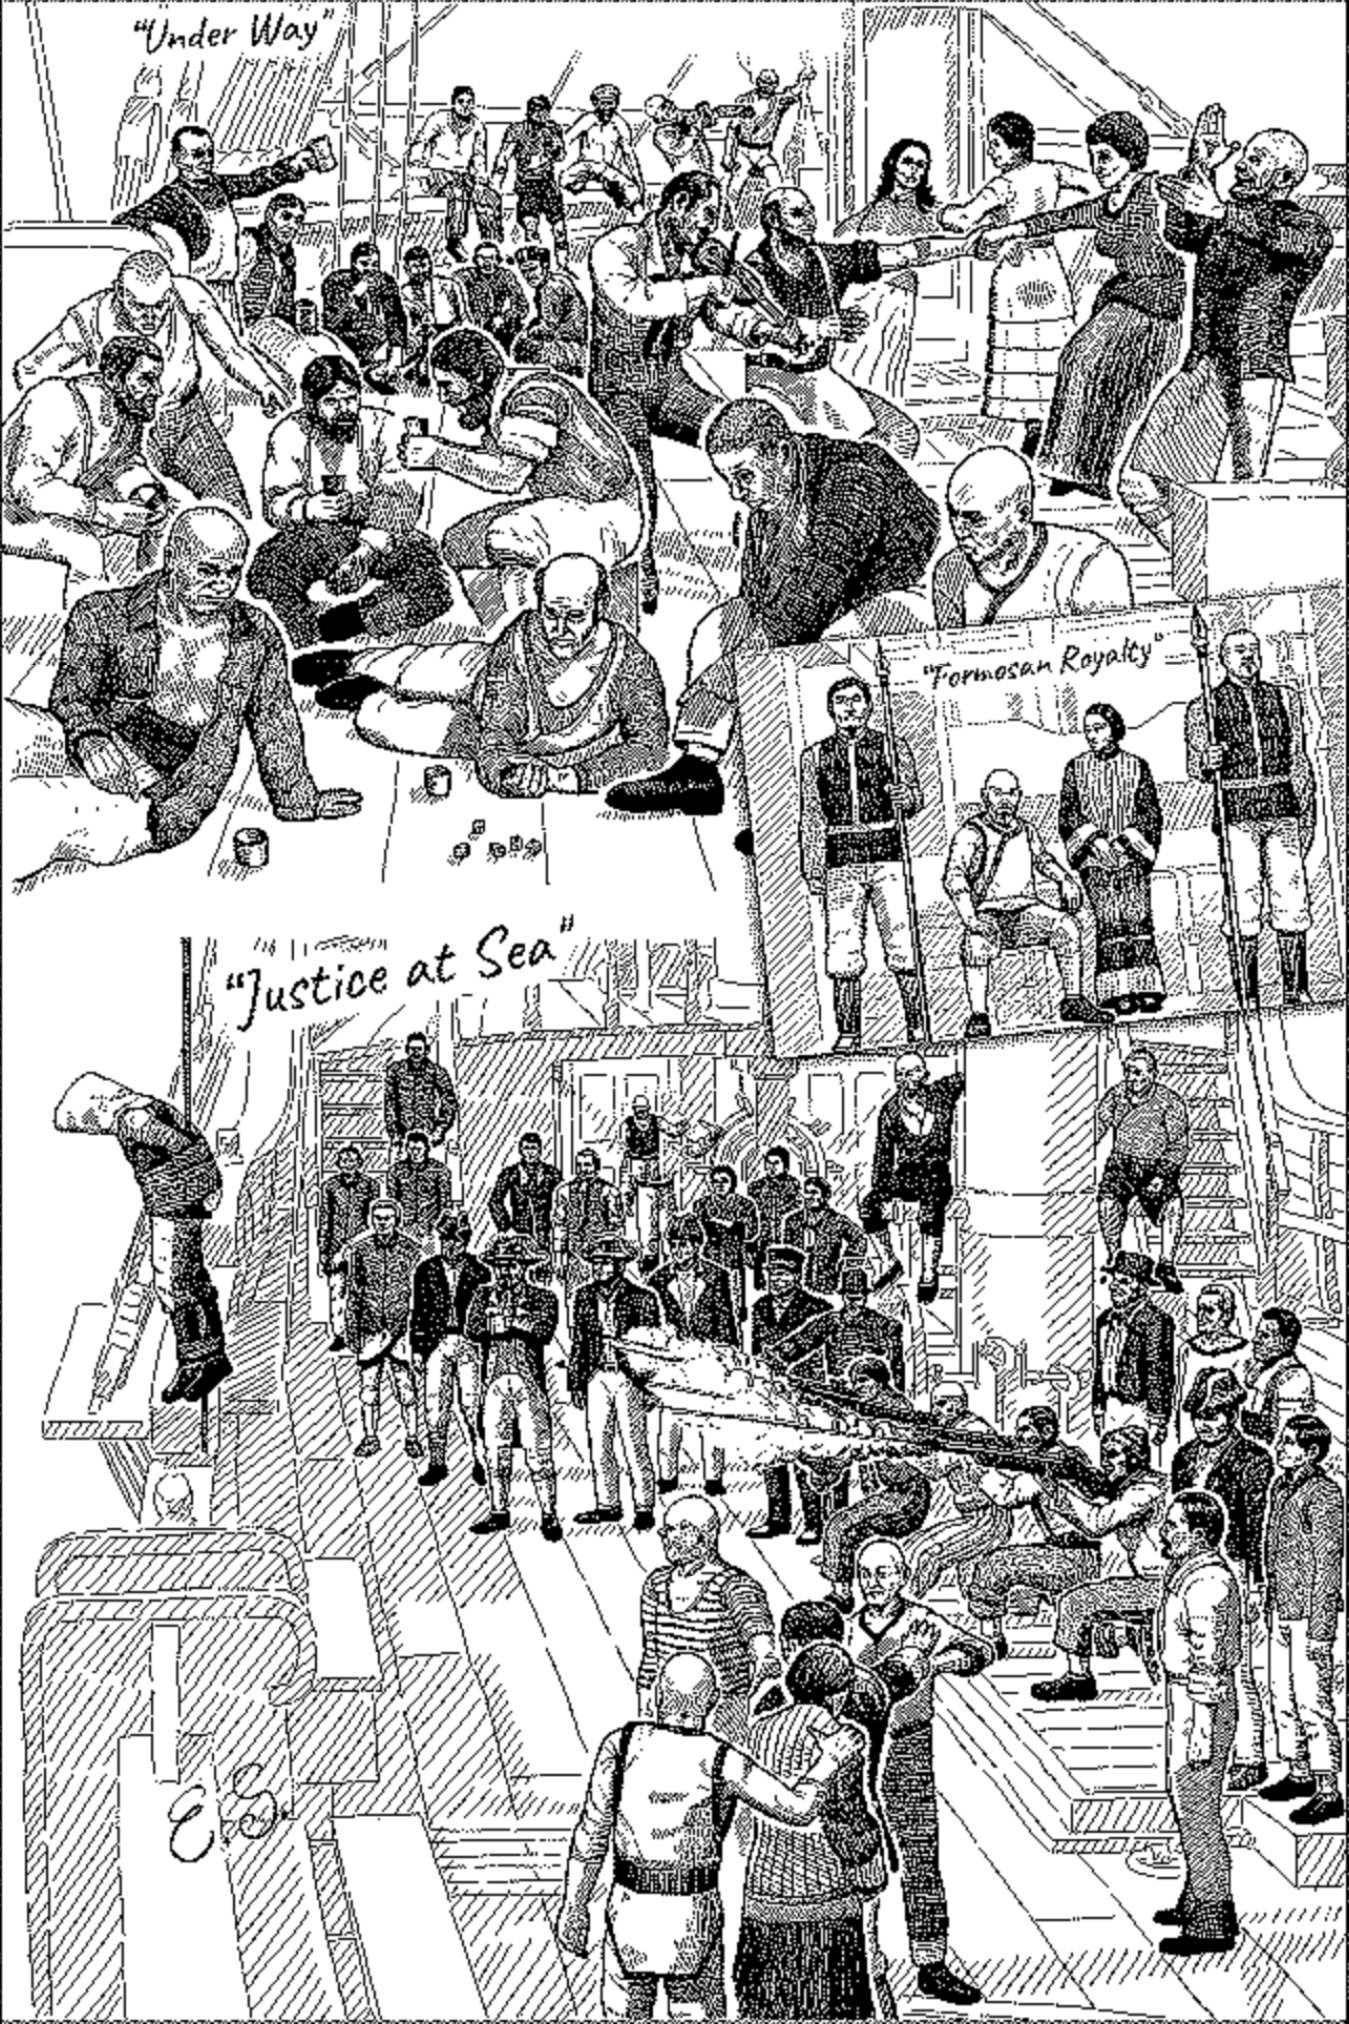 "Under Way"
"Formosan Royalty"
"Justice at Sea"
E.S.